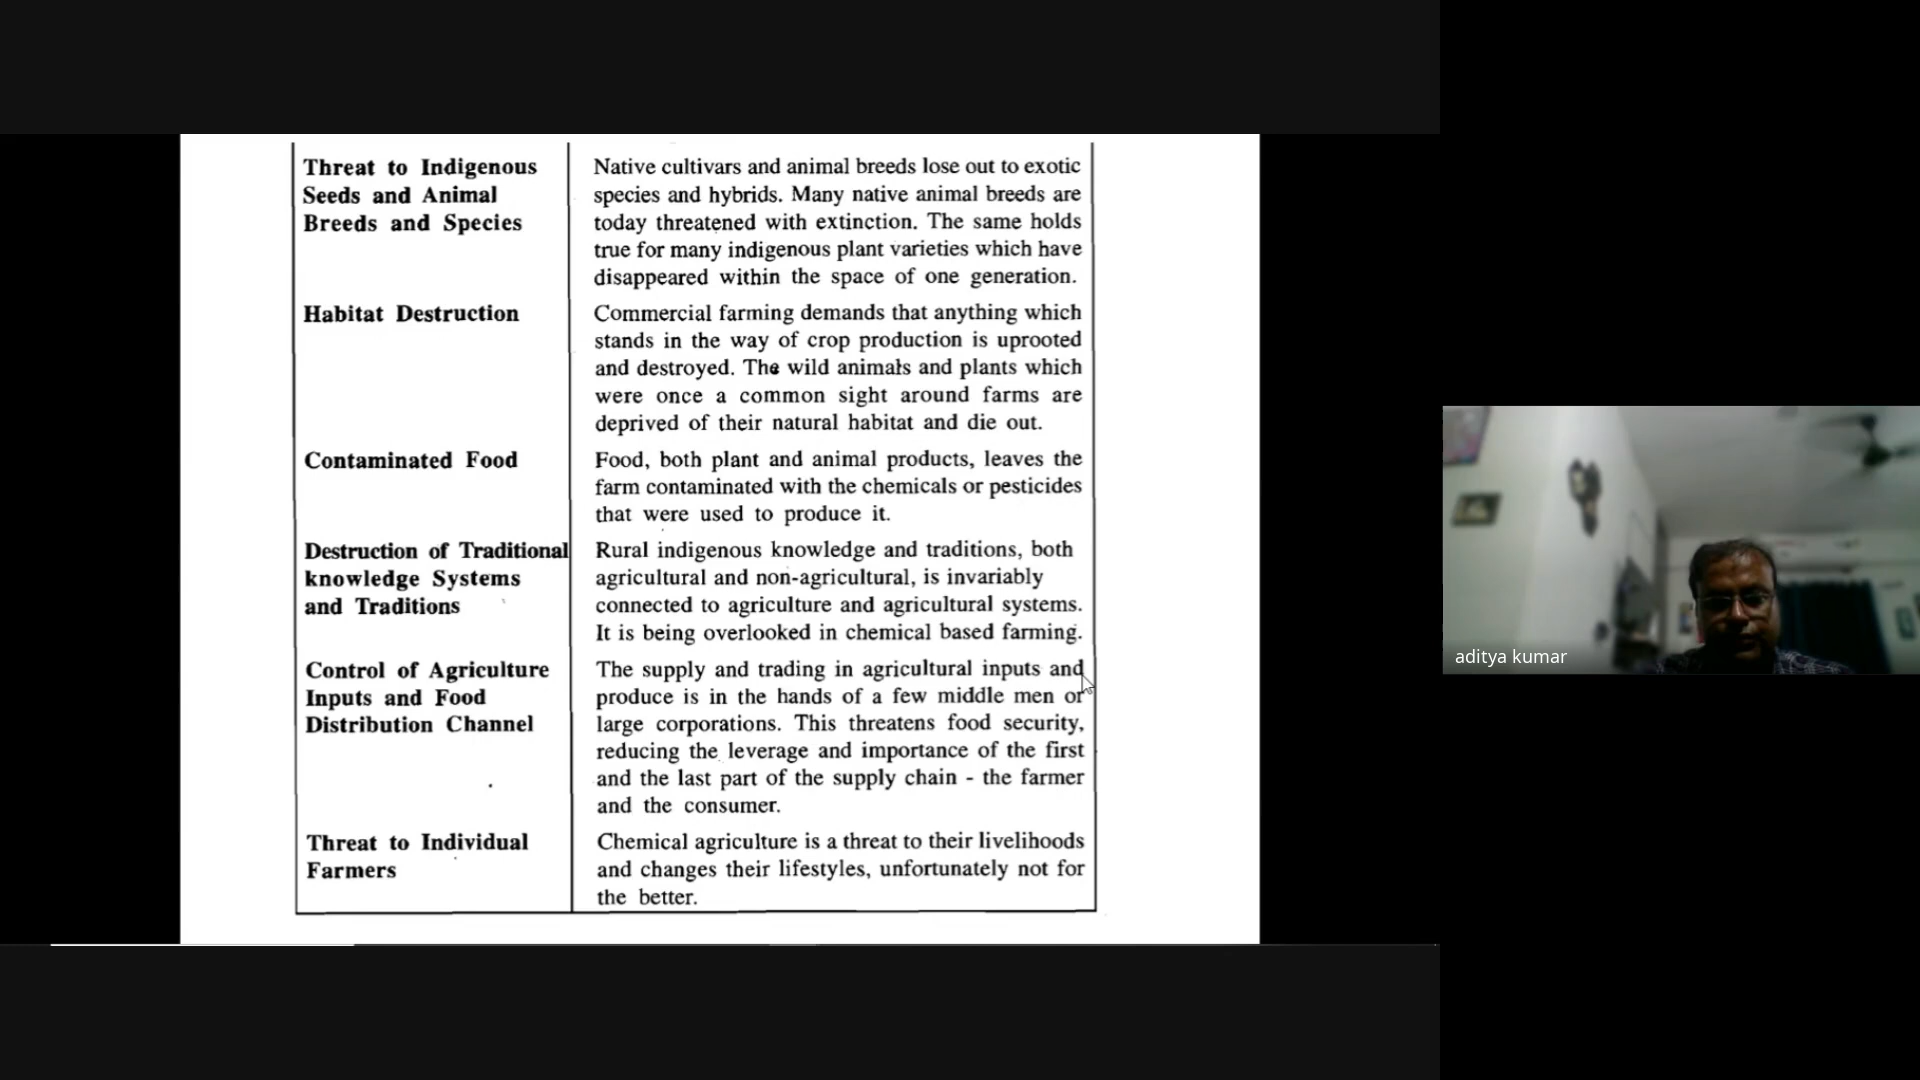 Threat to Indigenous
Seeds and Animal
Breeds and Species
Native cultivars and animal breeds lose out to exotic
species and hybrids. Many native animal breeds are
today threatened with extinction. The same holds
true for many indigenous plant varieties which have
disappeared within the space of one generation.
Habitat Destruction
Commercial farming demands that anything which
stands in the way of crop production is uprooted
and destroyed. The wild animals and plants which
were once a common sight around farms are
deprived of their natural habitat and die out.
Contaminated Food
Food, both plant and animal products, leaves the
farm contaminated with the chemicals or pesticides
that were used to produce it.
Destruction of Traditional
knowledge Systems
and Traditions
Rural indigenous knowledge and traditions, both
agricultural and non-agricultural, is invariably
connected to agriculture and agricultural systems.
It is being overlooked in chemical based farming.
Control of Agriculture
Inputs and Food
Distribution Channel
The supply and trading in agricultural inputs and
produce is in the hands of a few middle men or
large corporations. This threatens food security,
reducing the leverage and importance of the first
and the last part of the supply chain - the farmer
and the consumer.
Threat to Individual
Farmers
Chemical agriculture is a threat to their livelihoods
and changes their lifestyles, unfortunately not for
the better.
aditya kumar